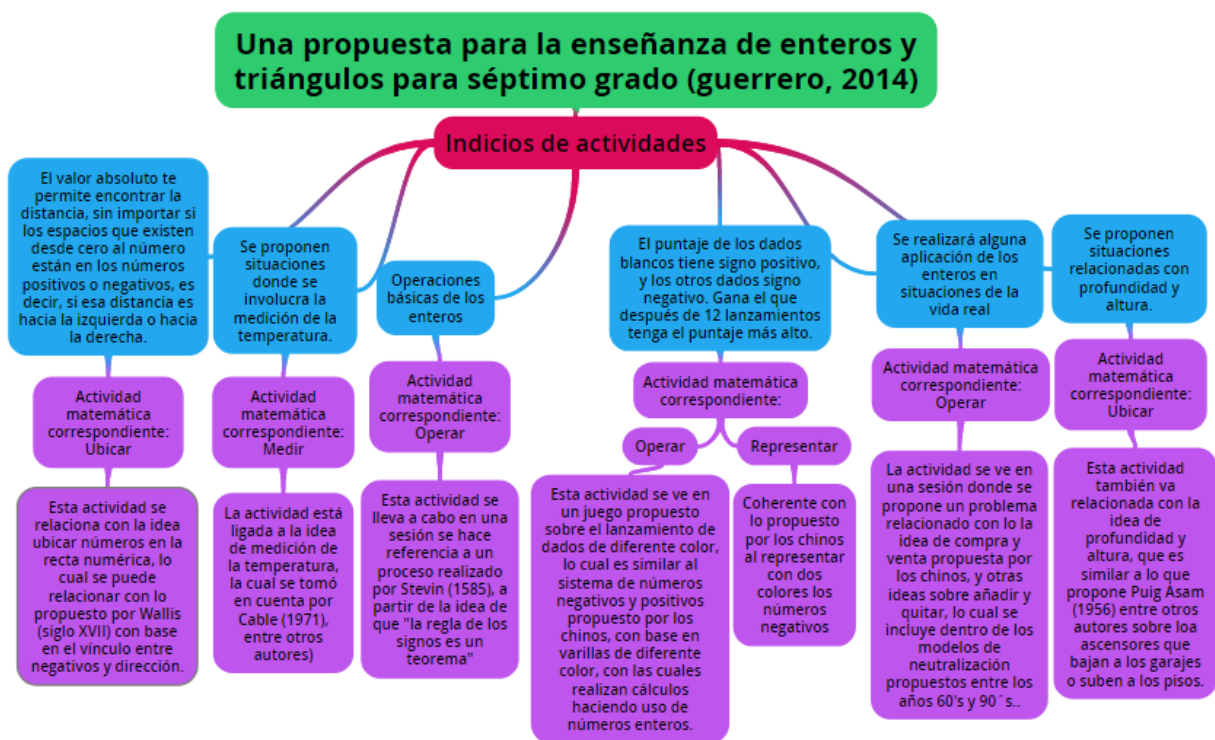 Una propuesta para la enseñanza de enteros y
triángulos para séptimo grado (guerrero, 2014)
Indicios de actividades
El valor absoluto te
permite encontrar la
distancia, sin importar si
los espacios que existen
desde cero al número
están en los números
positivos o negativos, es
decir, si esa distancia es
hacia la izquierda o hacia
la derecha.
Actividad
matemática
correspondiente:
Ubicar
Esta actividad se
relaciona con la idea
ubicar números en la
recta numérica, lo
cual se puede
relacionar con lo
propuesto por Wallis
(siglo XVII) con base
en el vínculo entre
negativos y dirección.
Se proponen
situaciones
donde se
involucra la
medición de la
temperatura.
Actividad
matemática
correspondiente:
Medir
La actividad está
ligada a la idea
de medición de
la temperatura,
la cual se tomó
en cuenta por
Cable (1971),
entre otros
autores)
Operaciones
básicas de los
enteros
Actividad
matemática
correspondiente:
Operar
Esta actividad se
lleva a cabo en una
sesión se hace
referencia a un
proceso realizado
por Stevin (1585), a
partir de la idea de
que "la regla de los
signos es un
teorema"
El puntaje de los dados
blancos tiene signo positivo,
y los otros dados signo
negativo. Gana el que
después de 12 lanzamientos
tenga el puntaje más alto.
Actividad matemática
correspondiente:
Operar
Esta actividad se ve en
un juego propuesto
sobre el lanzamiento de
dados de diferente color,
lo cual es similar al
sistema de números
negativos y positivos
propuesto por los
chinos, con base en
varillas de diferente
color, con las cuales
realizan cálculos
haciendo uso de
números enteros.
Representar
Coherente con
lo propuesto
por los chinos
al representar
con dos
colores los
números
negativos
Se realizará alguna
aplicación de los
enteros en
situaciones de la
vida real
Actividad matemática
correspondiente:
Operar
La actividad se ve en
una sesión donde se
propone un problema
relacionado con lo la
idea de compra y
venta propuesta por
los chinos, y otras
ideas sobre añadir y
quitar, lo cual se
incluye dentro de los
modelos de
neutralización
propuestos entre los
años 60's y 90´s..
Se proponen
situaciones
relacionadas con
profundidad y
altura.
Actividad
matemática
correspondiente:
Ubicar
Esta actividad
también va
relacionada con la
idea de
profundidad y
altura, que es
similar a lo que
propone Puig Asam
(1956) entre otros
autores sobre loa
ascensores que
bajan a los garajes
o suben a los pisos.